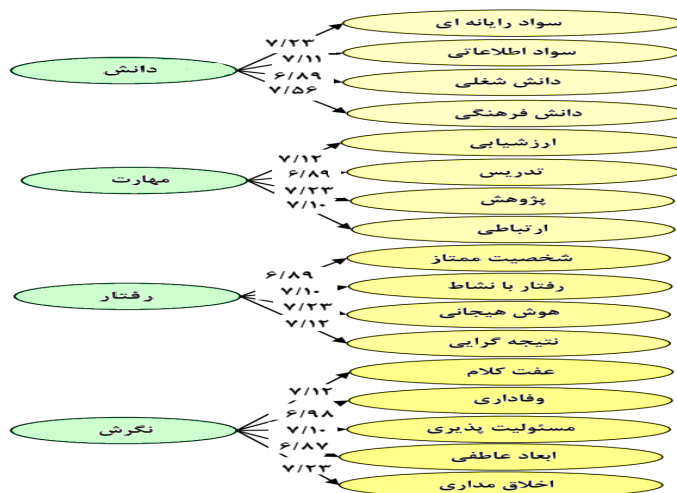 دانش
۷/۲۳ سواد رایانه ای
۷/۱۱ سواد اطلاعاتی
۶/۸۹ دانش شغلی
۷/۵۶ دانش فرهنگی
مهارت
۷/۱۲ ارزشیابی
۶/۸۹ تدریس
۷/۲۳ پژوهش
۷/۱۰ ارتباطی
رفتار
۶/۸۹ شخصیت ممتاز
۷/۱۰ رفتار با نشاط
۷/۲۳ هوش هیجانی
۷/۱۲ نتیجه گرایی
نگرش
۷/۱۲ عفت کلام
۶/۹۸ وفاداری
۷/۱۰ مسئولیت پذیری
۶/۸۷ ابعاد عاطفی
۷/۲۳ اخلاق مداری